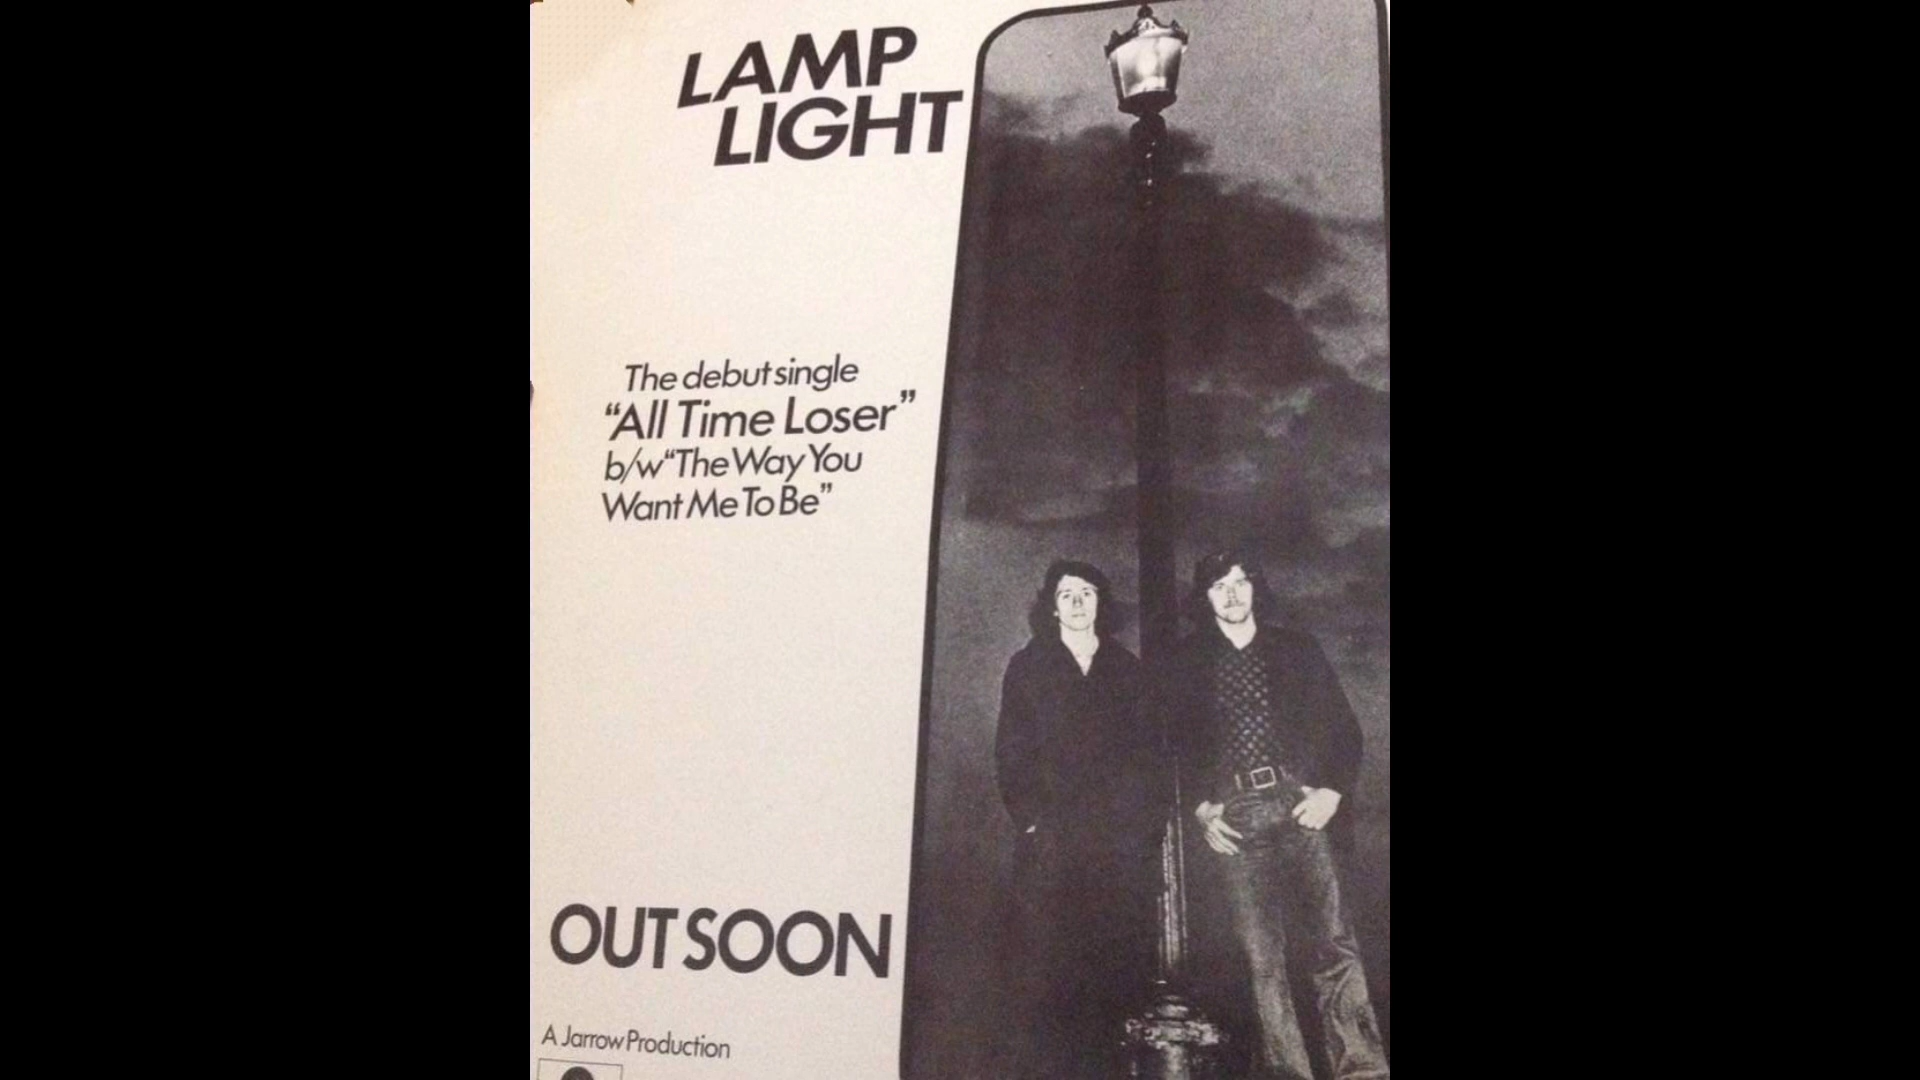 LAMP
LIGHT
The debut single
“All Time Loser”
b/w “The Way You
Want Me To Be”
OUT SOON
A Jarrow Production